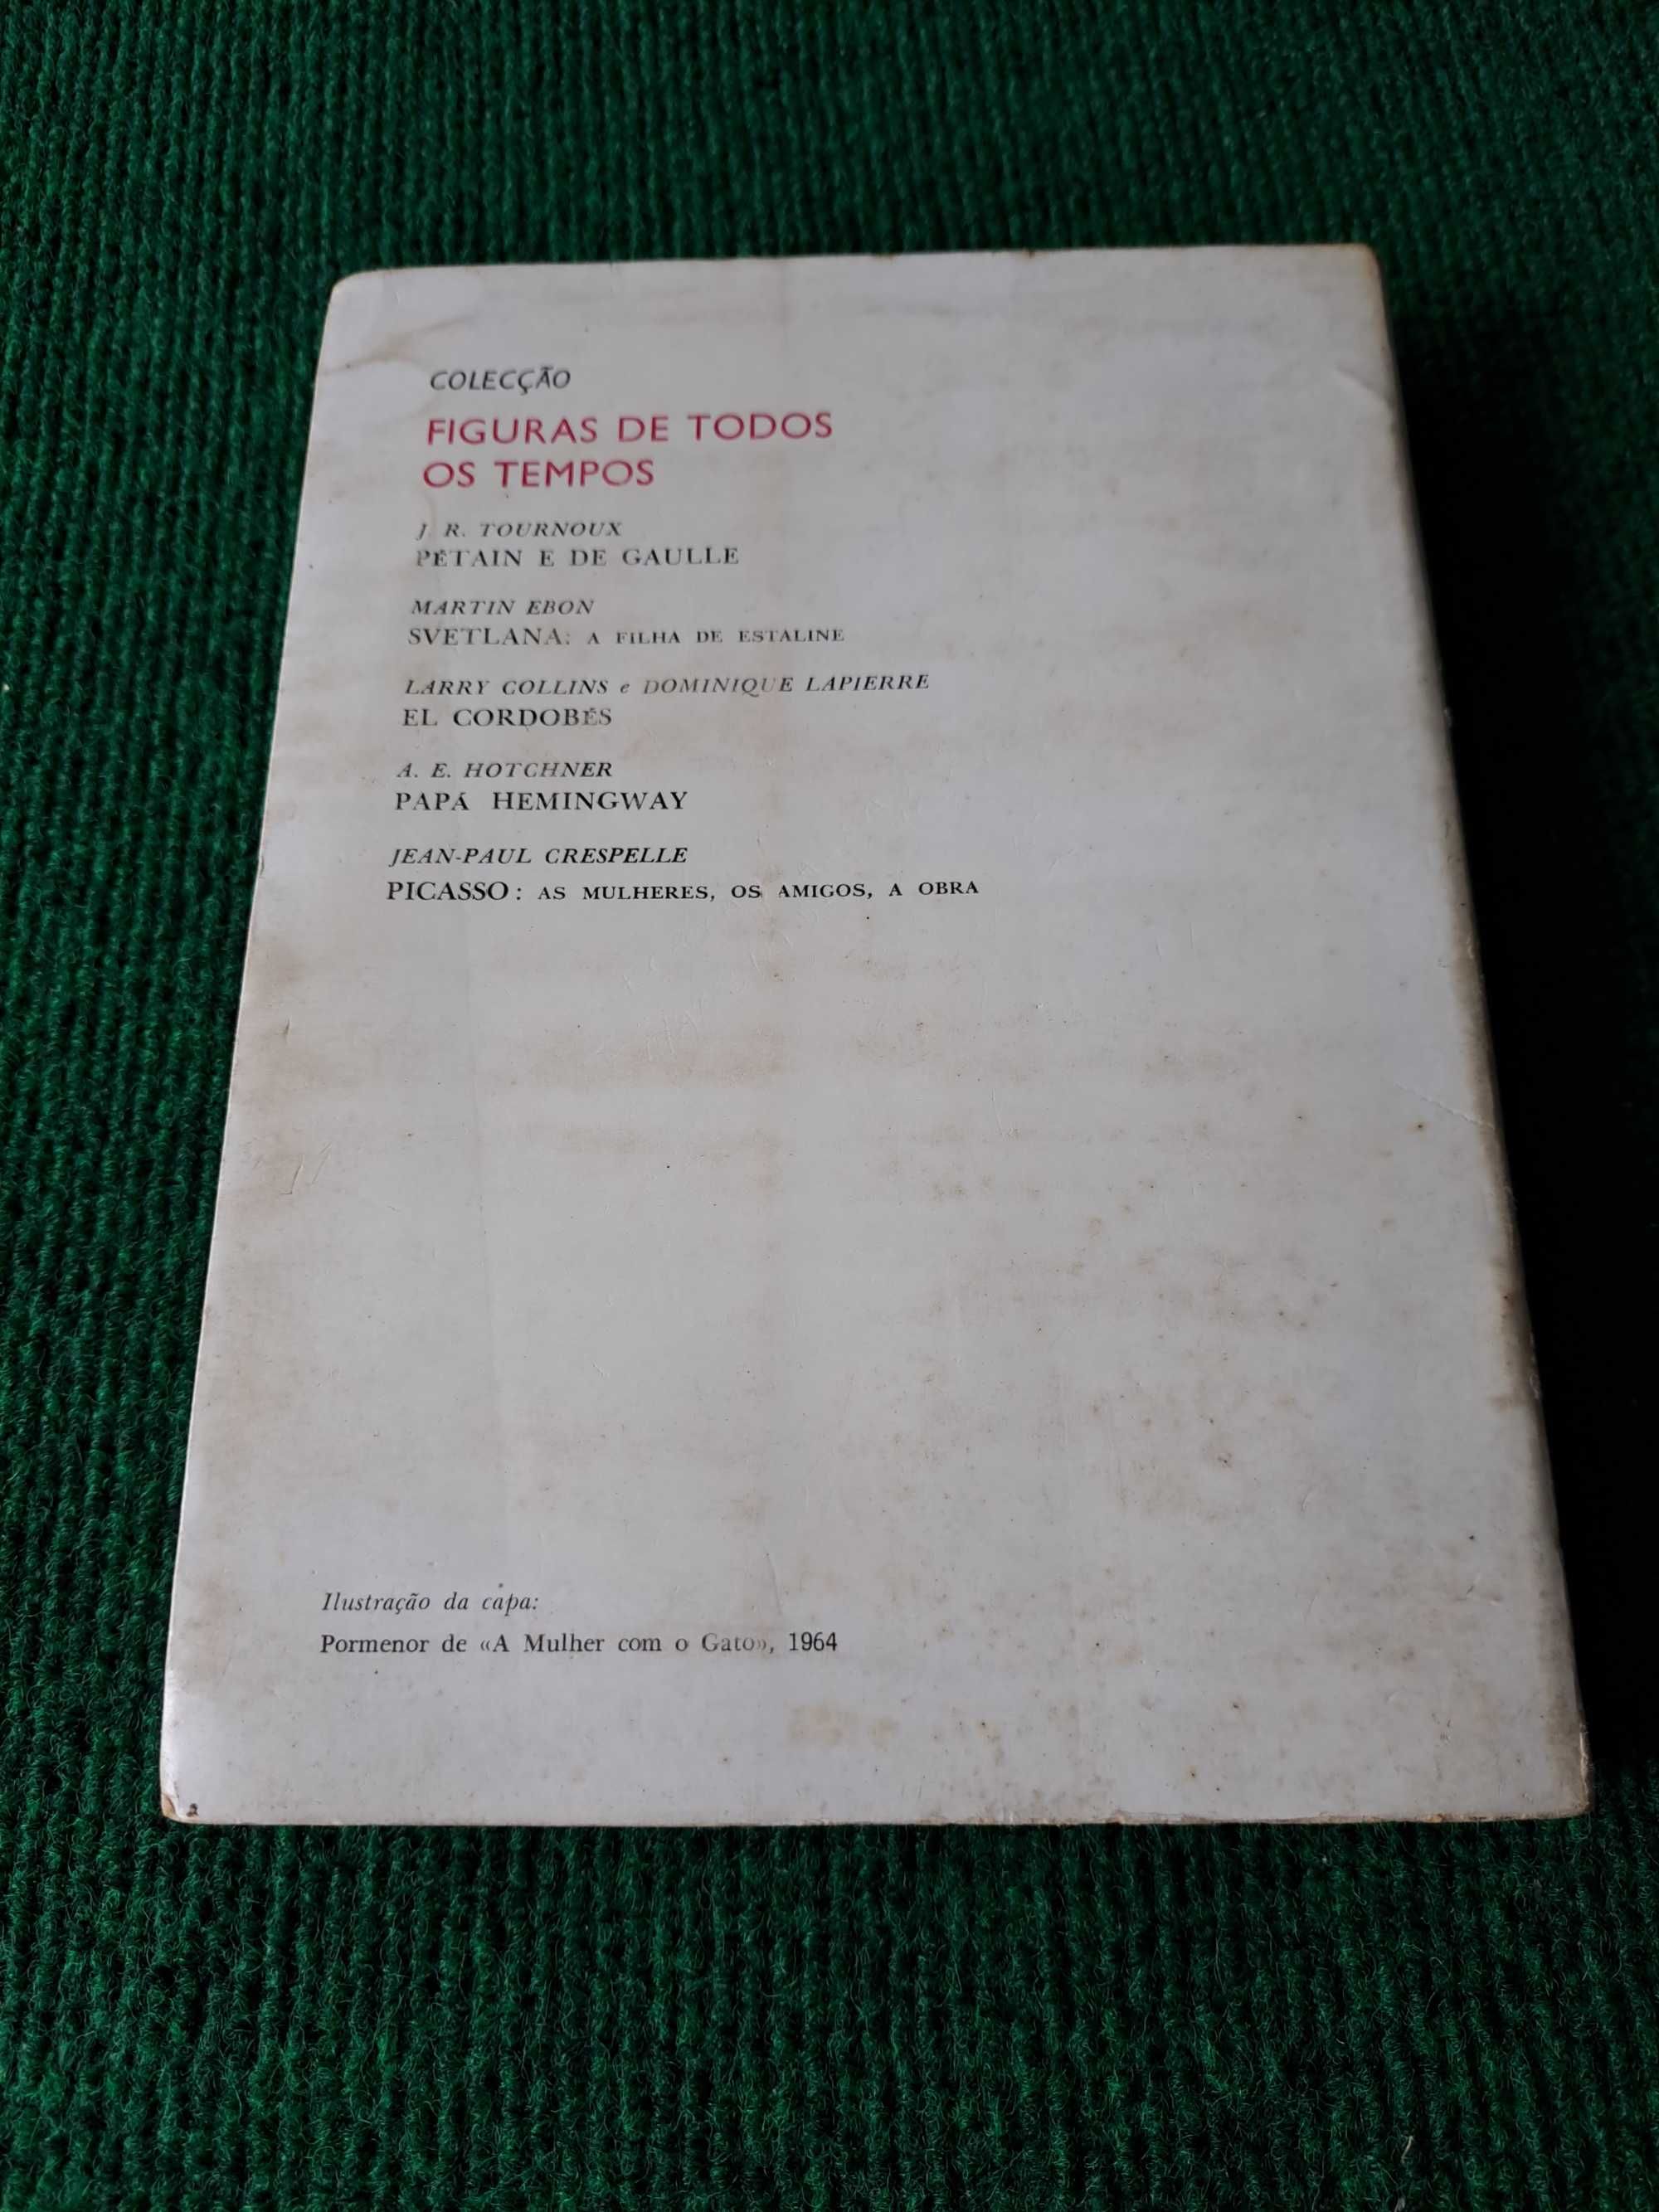 COLECÇÃO
FIGURAS DE TODOS
OS TEMPOS
J. R. TOURNOUX
PÉTAIN E DE GAULLE
MARTIN EBON
SVETLANA: A FILHA DE ESTALINE
LARRY COLLINS e DOMINIQUE LAPIERRE
EL CORDOBÉS
A. E. HOTCHNER
PAPÁ HEMINGWAY
JEAN-PAUL CRESPELLE
PICASSO: AS MULHERES, OS AMIGOS, A OBRA
Ilustração da capa:
Pormenor de «A Mulher com o Gato», 1964